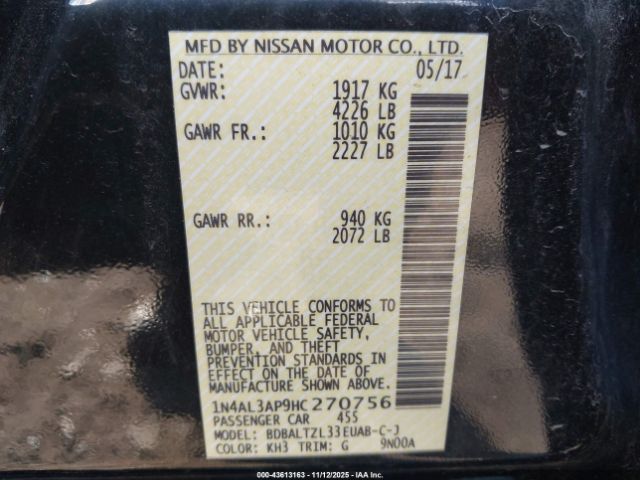 MFD BY NISSAN MOTOR CO., LTD.
DATE: 05/17
GVWR: 1917 KG
4226 LB
GAWR FR.: 1010 KG
2227 LB
GAWR RR.: 940 KG
2072 LB
THIS VEHICLE CONFORMS TO
ALL APPLICABLE FEDERAL
MOTOR VEHICLE SAFETY,
BUMPER, AND THEFT
PREVENTION STANDARDS IN
EFFECT ON THE DATE OF
MANUFACTURE SHOWN ABOVE.
1N4AL3AP9HC270756
PASSENGER CAR 455
MODEL: BDBALTZL33EUAB-C-J
COLOR: KH3 TRIM: G 9N00A
000-43613163 - 11/12/2025 - IAAI.COM